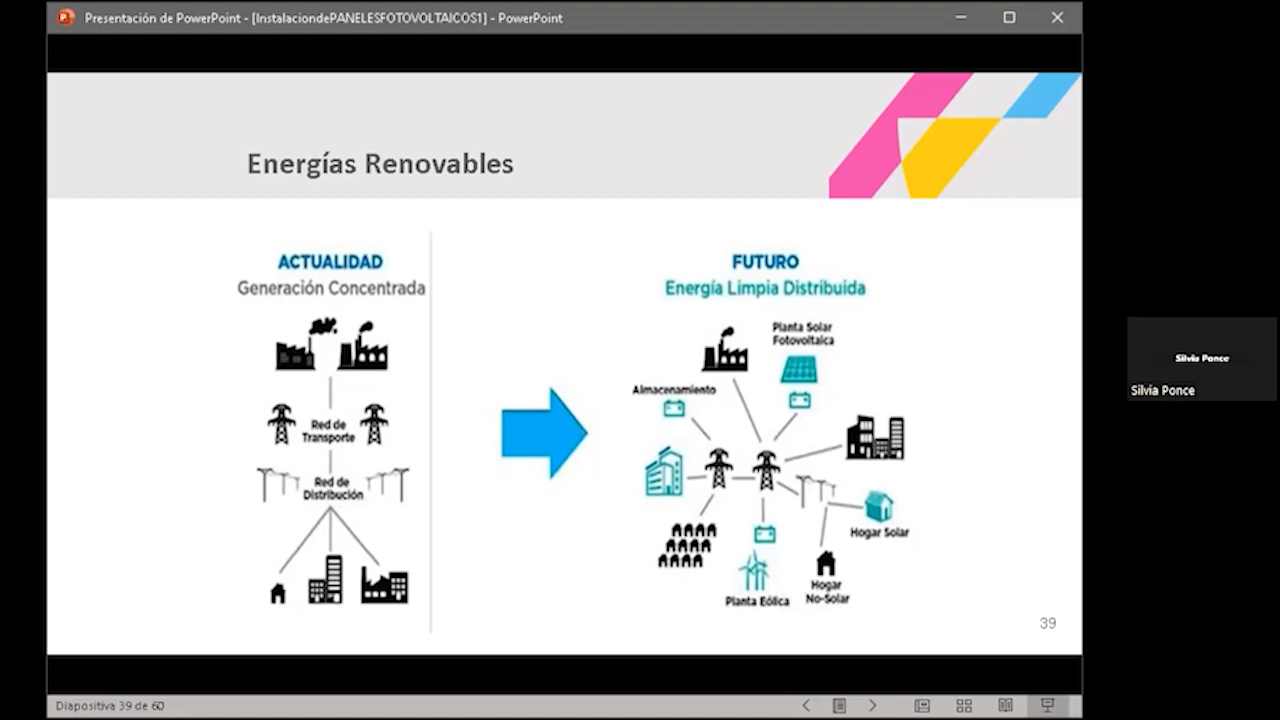 Presentación de PowerPoint - [InstalaciondePANELESFOTOVOLTAICOS1] - PowerPoint
Energías Renovables
ACTUALIDAD
Generación Concentrada
Red de
Transporte
Red de
Distribución
FUTURO
Energía Limpia Distribuida
Planta Solar
Fotovoltaica
Almacenamiento
Hogar Solar
Hogar
No-Solar
Planta Eólica
39
Silvia Ponce
Silvia Ponce
Diapositiva 39 de 60